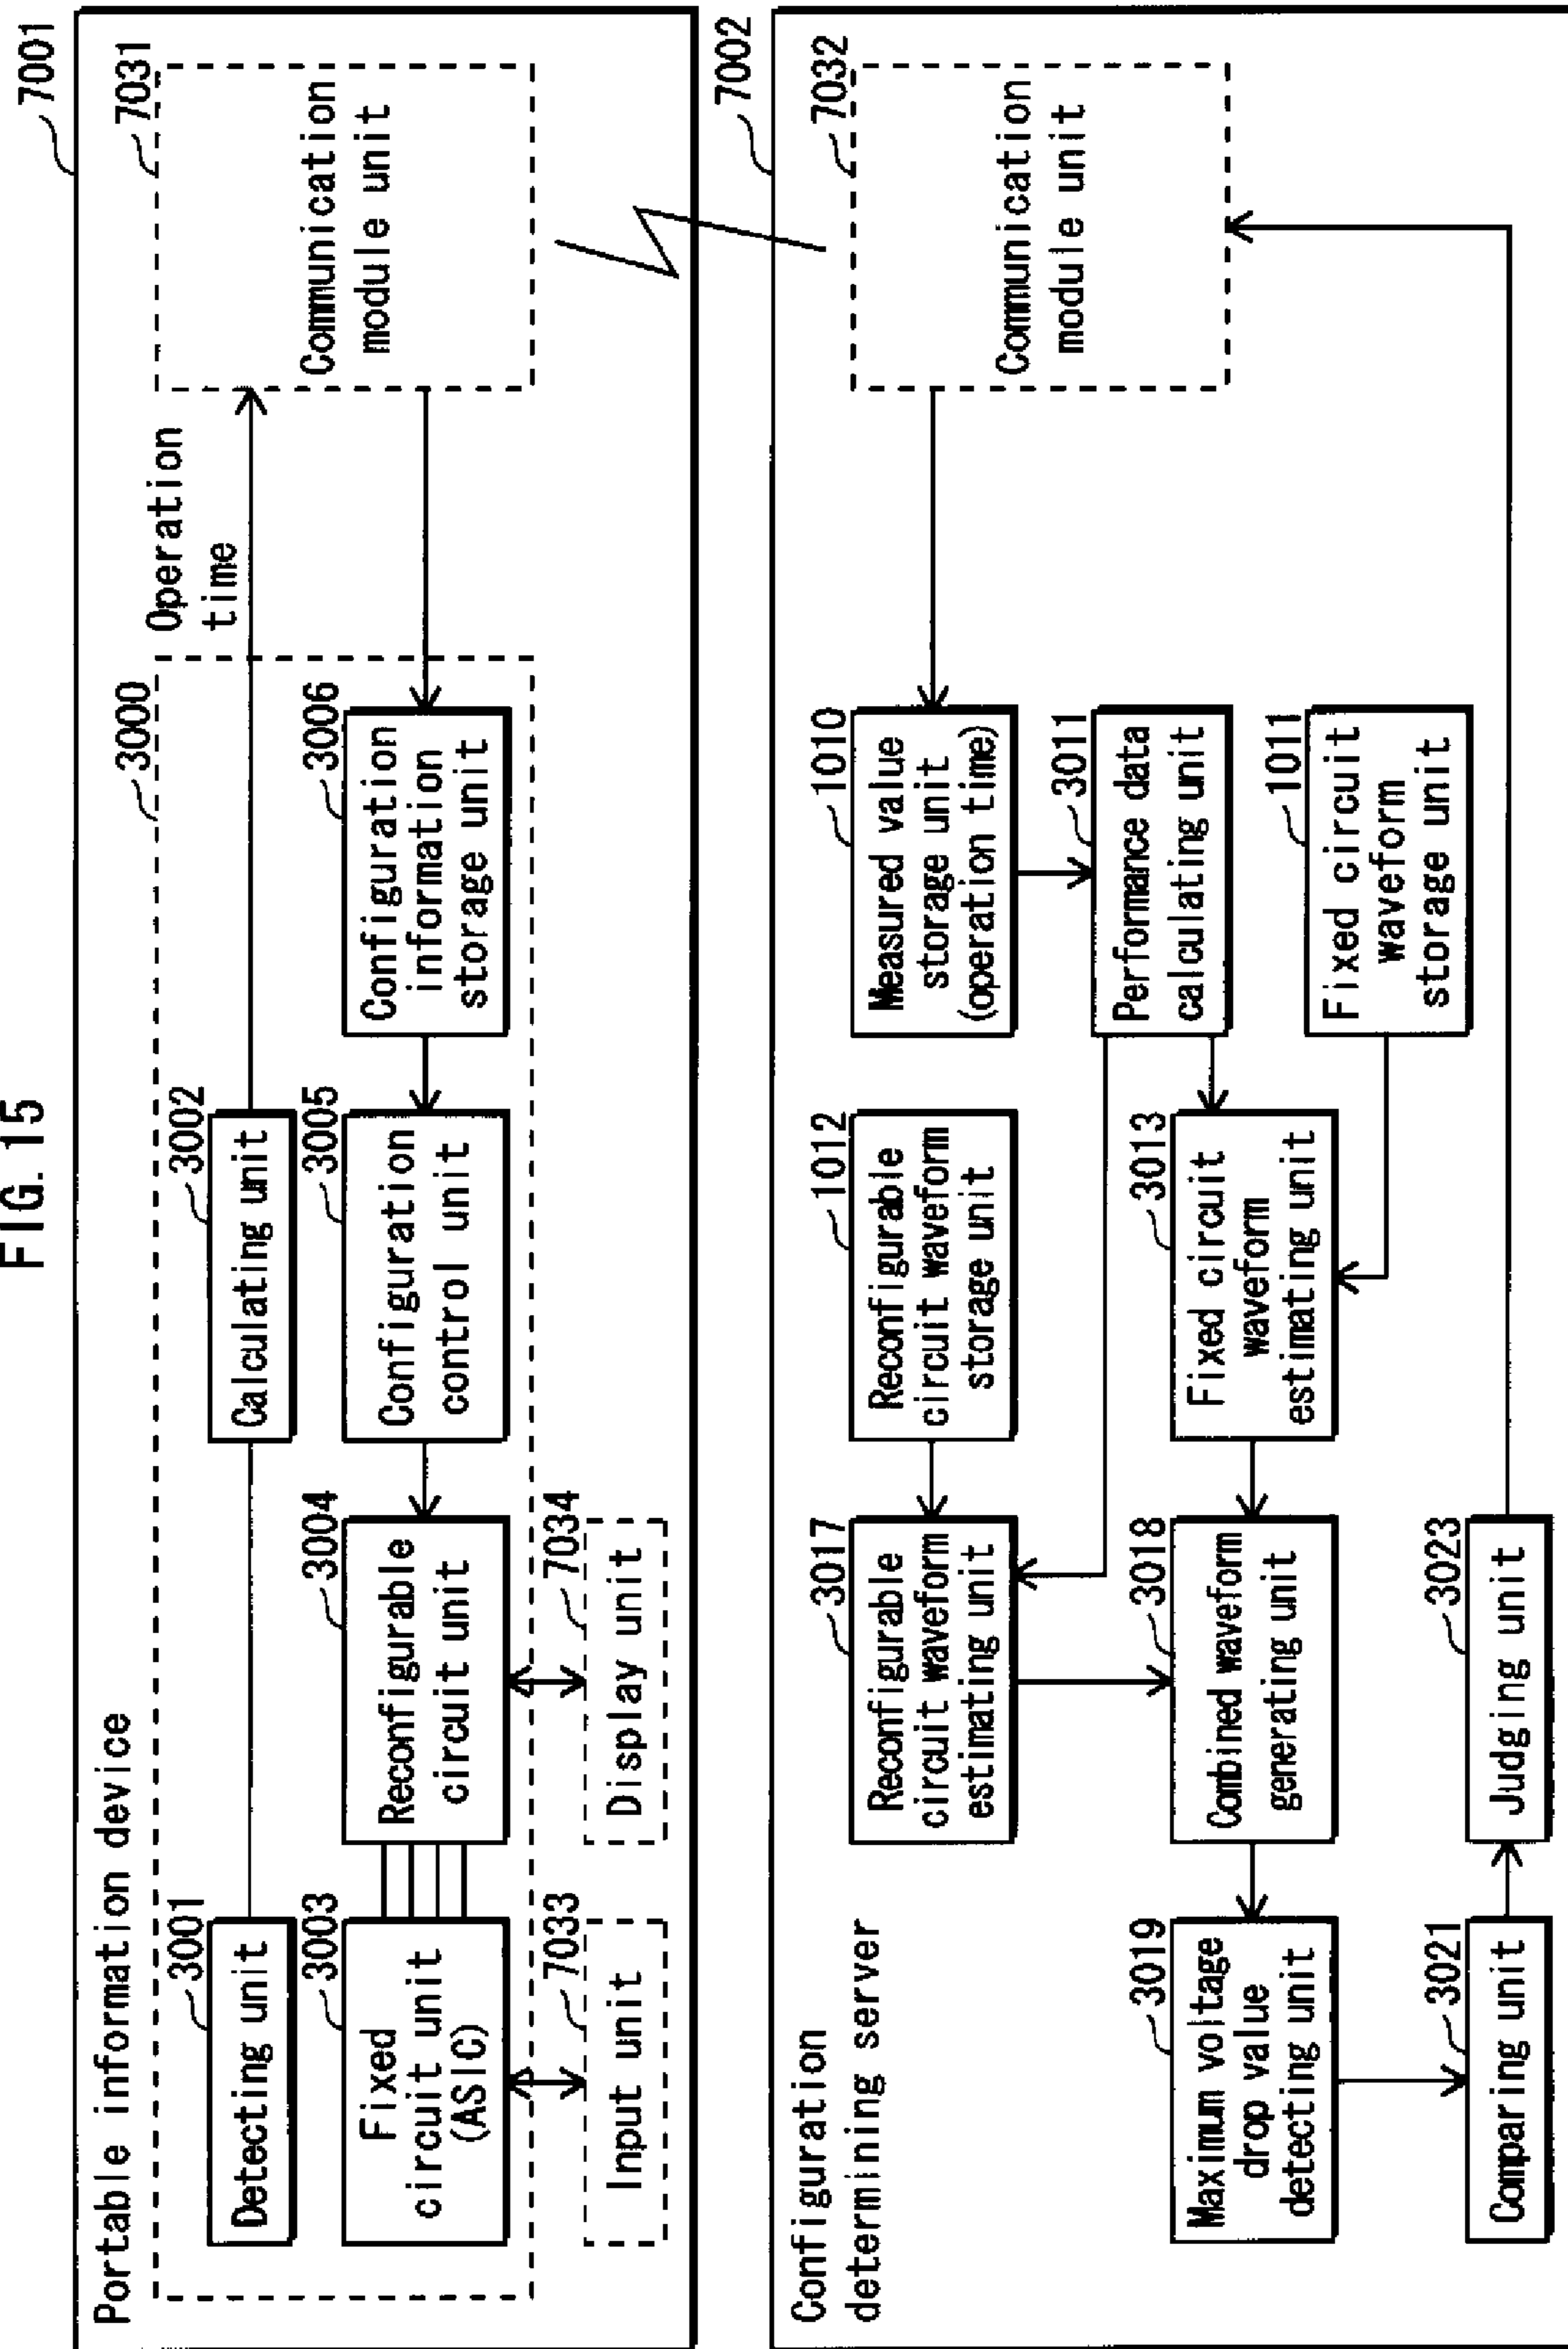 FIG. 15
Portable information device
7001
3000
Detecting unit
3001
Calculating unit
3002
Operation
time
Communication
module unit
7031
Fixed
circuit unit
(ASIC)
3003
Reconfigurable
circuit unit
3004
Configuration
control unit
3005
Configuration
information
storage unit
3006
Input unit
7033
Display unit
7034
Configuration
determining server
7002
Reconfigurable
circuit waveform
estimating unit
3017
Reconfigurable
circuit waveform
storage unit
1012
Measured value
storage unit
(operation time)
1010
Communication
module unit
7032
Performance data
calculating unit
3011
Maximum voltage
drop value
detecting unit
3019
Combined waveform
generating unit
3018
Fixed circuit
waveform
estimating unit
3013
Fixed circuit
waveform
storage unit
1011
Comparing unit
3021
Judging unit
3023